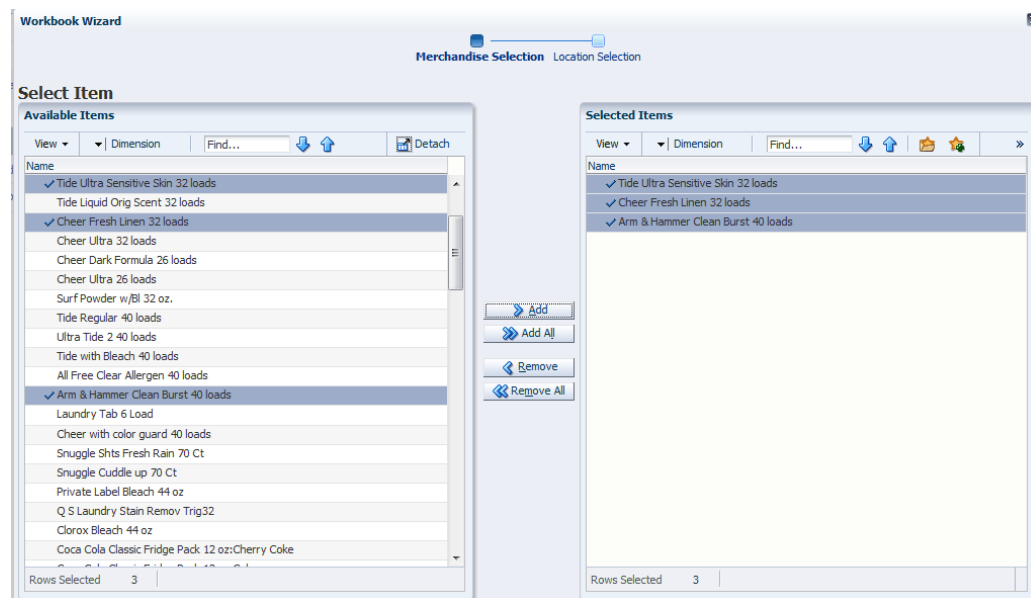 Workbook Wizard
Merchandise Selection Location Selection
Select Item
Available Items
View Dimension Find... Detach
Name
Tide Ultra Sensitive Skin 32 loads
Tide Liquid Orig Scent 32 loads
Cheer Fresh Linen 32 loads
Cheer Ultra 32 loads
Cheer Dark Formula 26 loads
Cheer Ultra 26 loads
Surf Powder w/Bl 32 oz.
Tide Regular 40 loads
Ultra Tide 2 40 loads
Tide with Bleach 40 loads
All Free Clear Allergen 40 loads
Arm & Hammer Clean Burst 40 loads
Laundry Tab 6 Load
Cheer with color guard 40 loads
Snuggle Shts Fresh Rain 70 Ct
Snuggle Cuddle up 70 Ct
Private Label Bleach 44 oz
Q S Laundry Stain Remov Trig32
Clorox Bleach 44 oz
Coca Cola Classic Fridge Pack 12 oz:Cherry Coke
Rows Selected 3
Add
Add All
Remove
Remove All
Selected Items
View Dimension Find... »
Name
Tide Ultra Sensitive Skin 32 loads
Cheer Fresh Linen 32 loads
Arm & Hammer Clean Burst 40 loads
Rows Selected 3